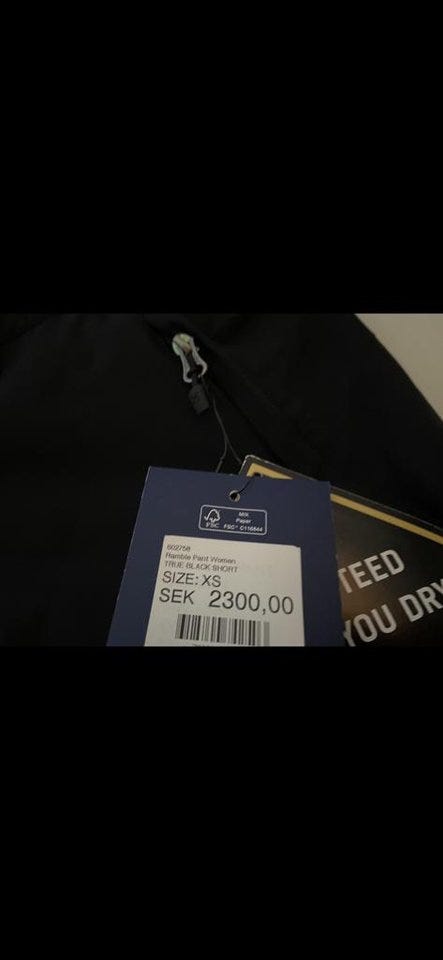 FSC
MIX
Paper
FSC® C116844
602758
Ramble Pant Women
TRUE BLACK SHORT
SIZE: XS
SEK 2300,00
TEED
YOU DRY